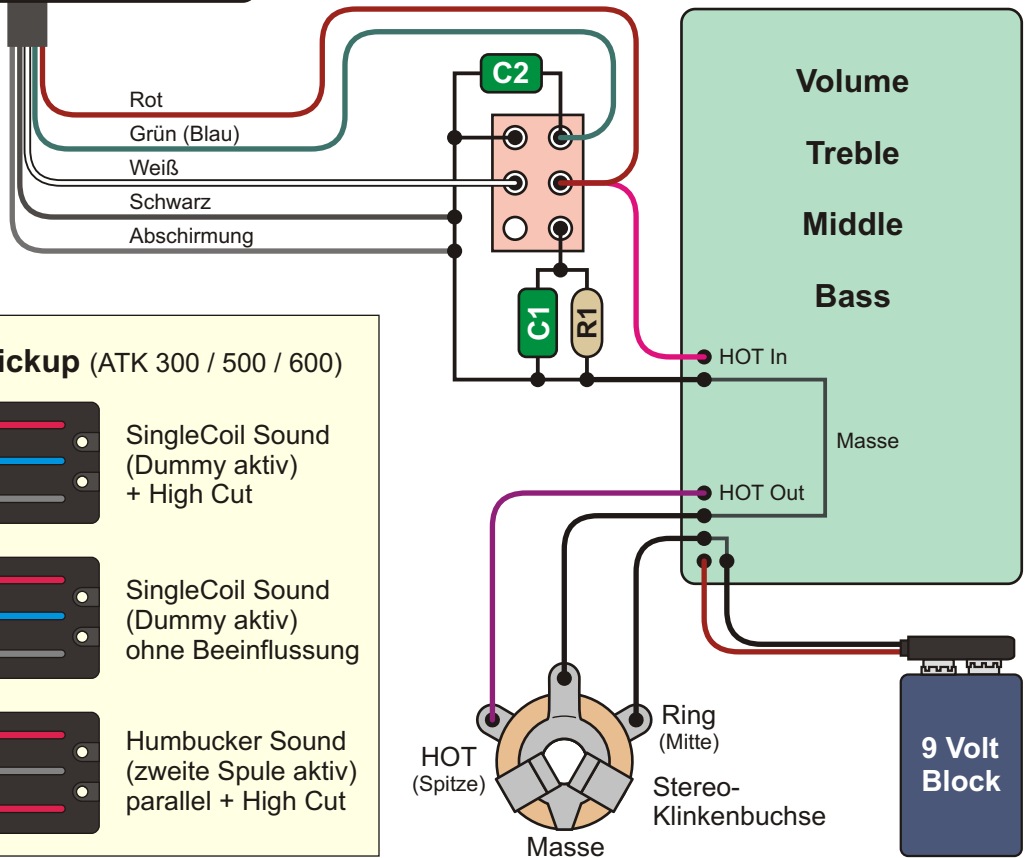 Rot
Grün (Blau)
Weiß
Schwarz
Abschirmung
C2
C1
R1
Volume
Treble
Middle
Bass
HOT In
Masse
HOT Out
ickup (ATK 300 / 500 / 600)
SingleCoil Sound
(Dummy aktiv)
+ High Cut
SingleCoil Sound
(Dummy aktiv)
ohne Beeinflussung
Humbucker Sound
(zweite Spule aktiv)
parallel + High Cut
HOT
(Spitze)
Ring
(Mitte)
Stereo-
Klinkenbuchse
Masse
9 Volt
Block